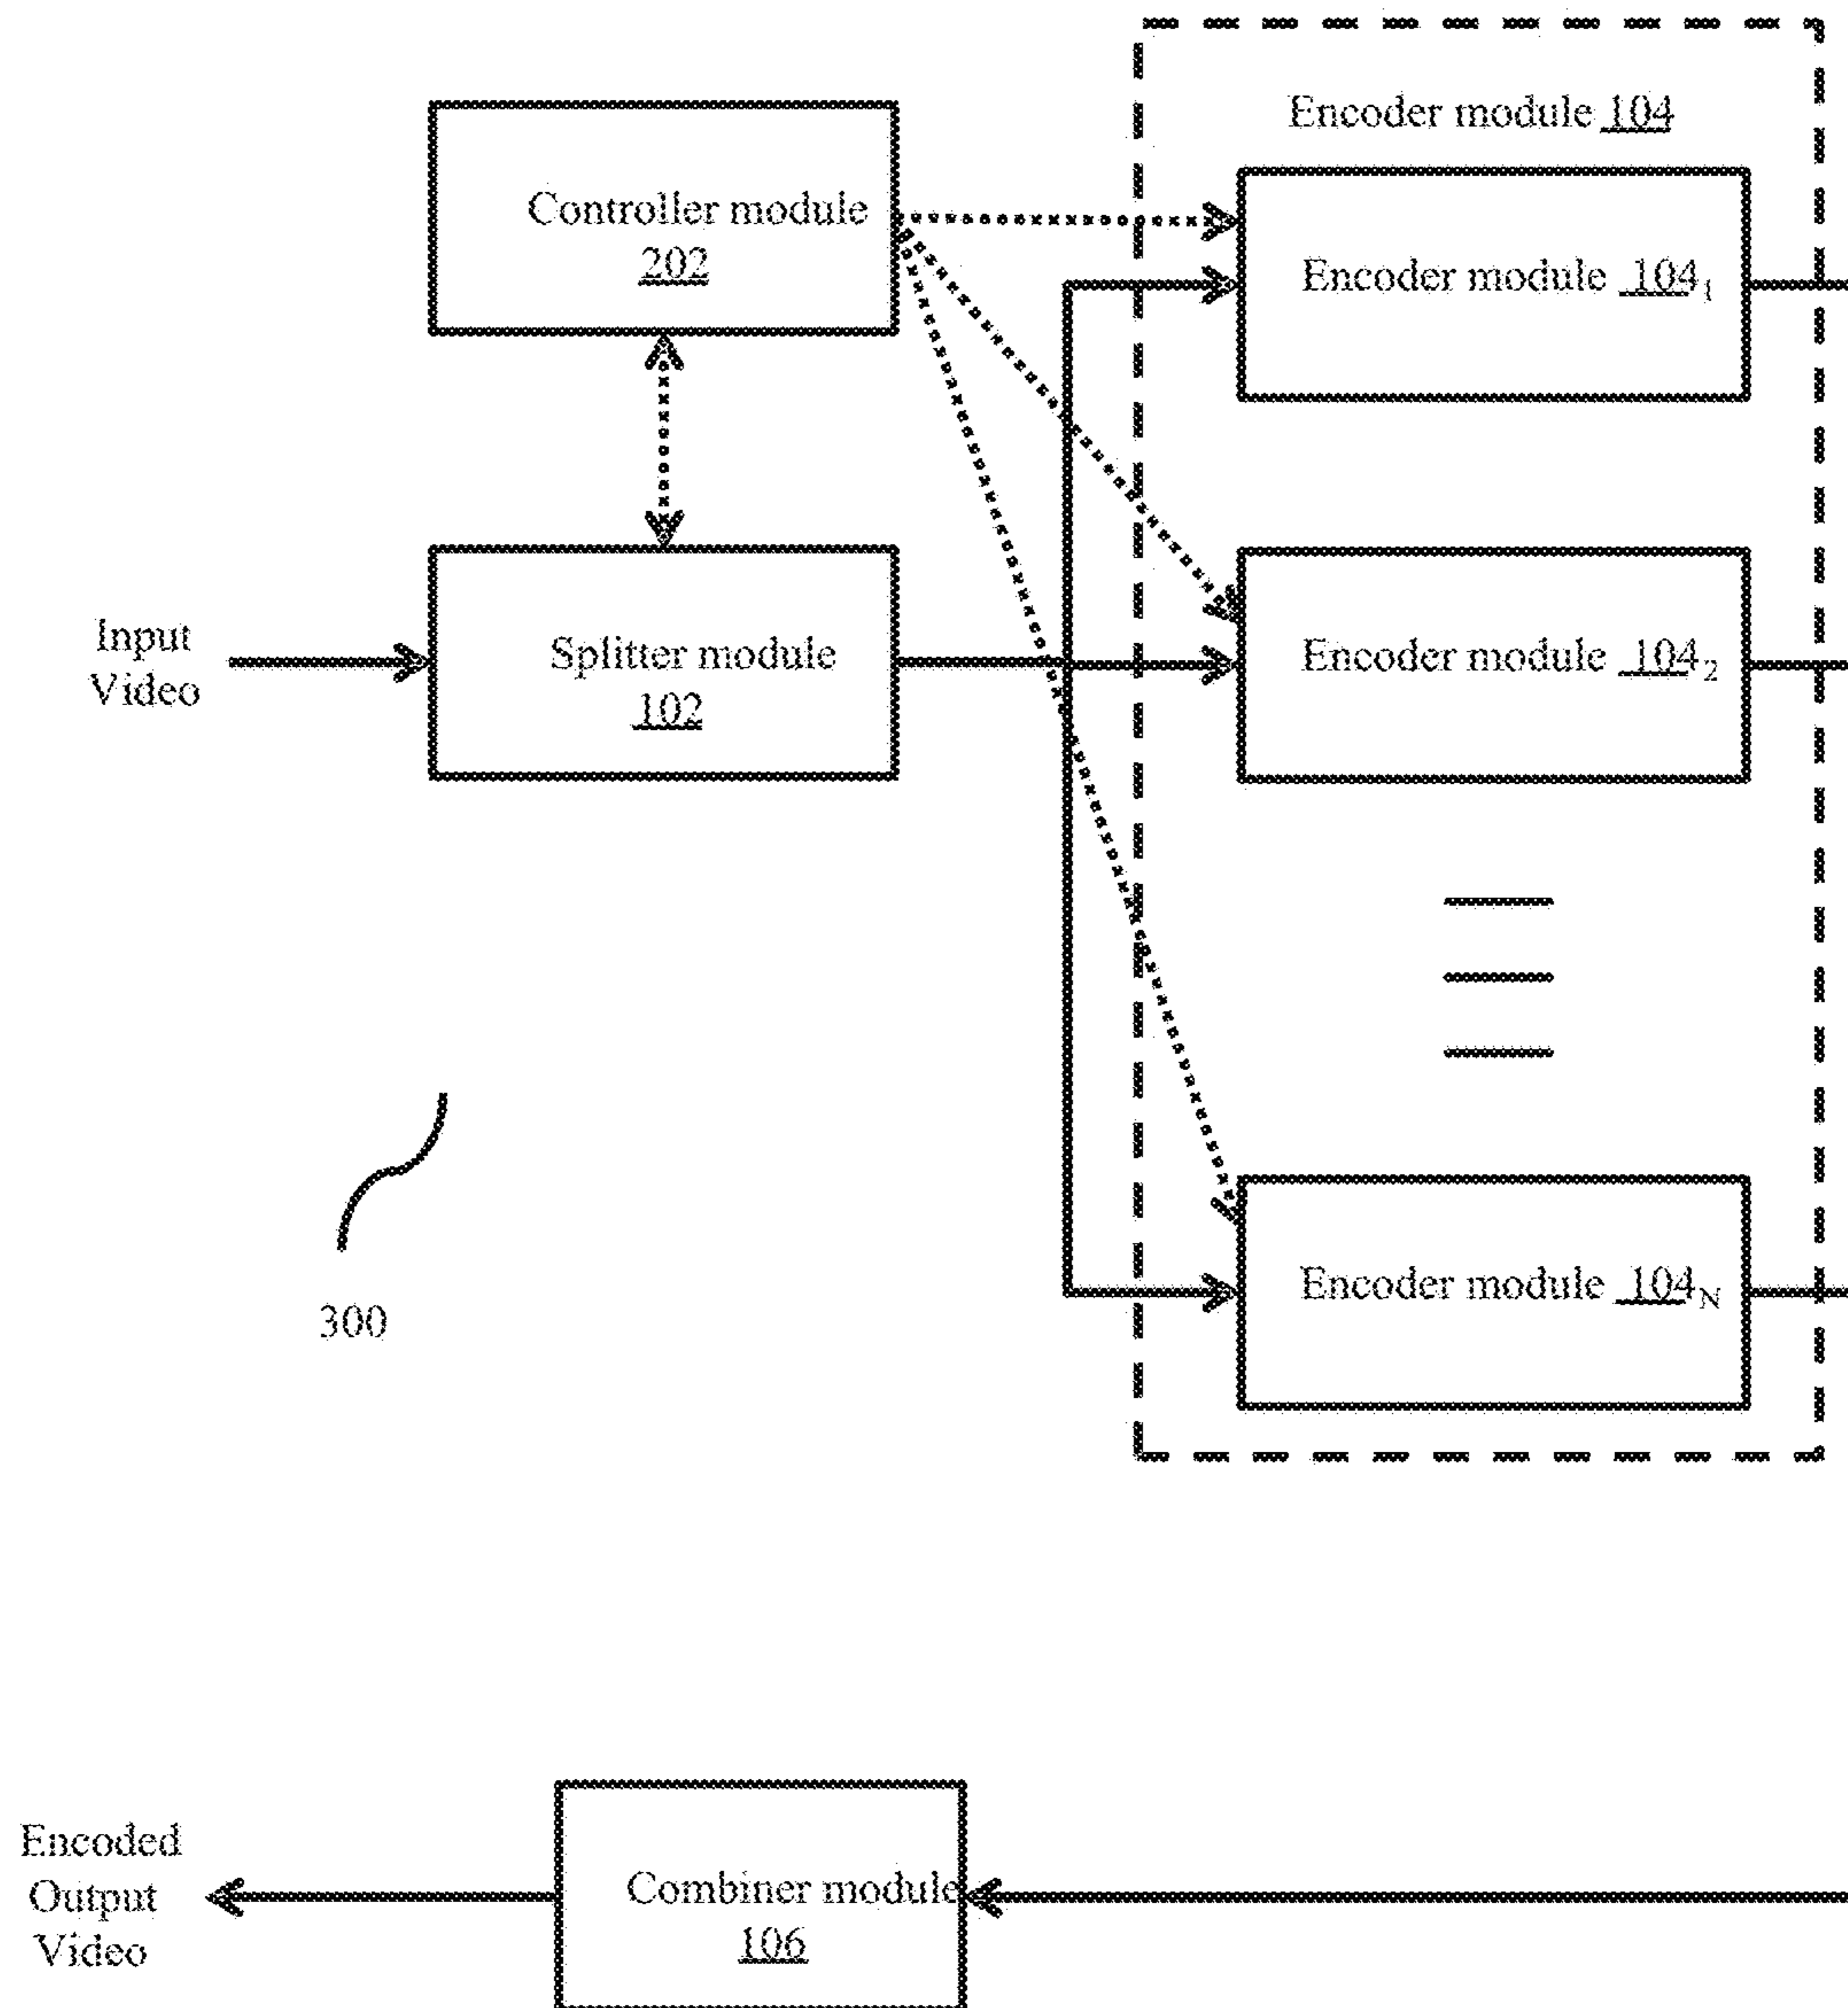 Encoder module 104
Controller module
202
Encoder module 104₁
Input
Video
Splitter module
102
Encoder module 104₂
Encoder module 104N
300
Encoded
Output
Video
Combiner module
106